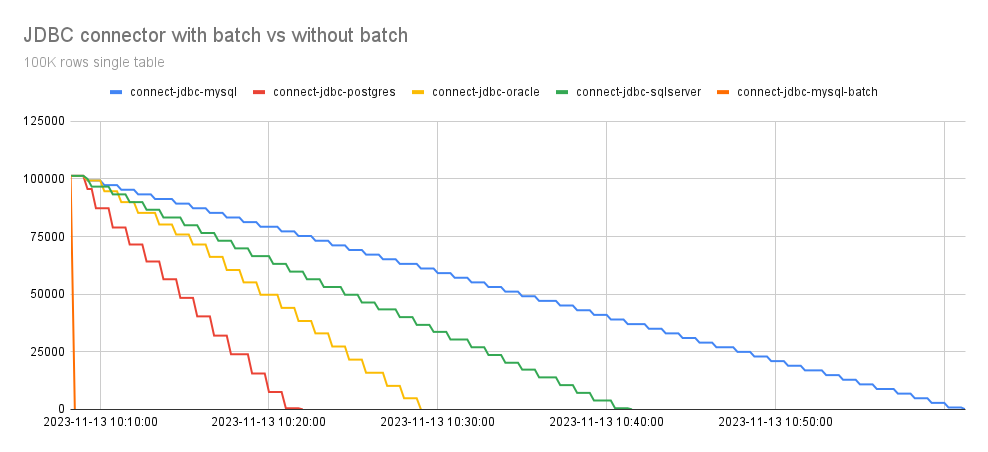 JDBC connector with batch vs without batch
100K rows single table
connect-jdbc-mysql connect-jdbc-postgres connect-jdbc-oracle connect-jdbc-sqlserver connect-jdbc-mysql-batch
125000
100000
75000
50000
25000
0
2023-11-13 10:10:00 2023-11-13 10:20:00 2023-11-13 10:30:00 2023-11-13 10:40:00 2023-11-13 10:50:00